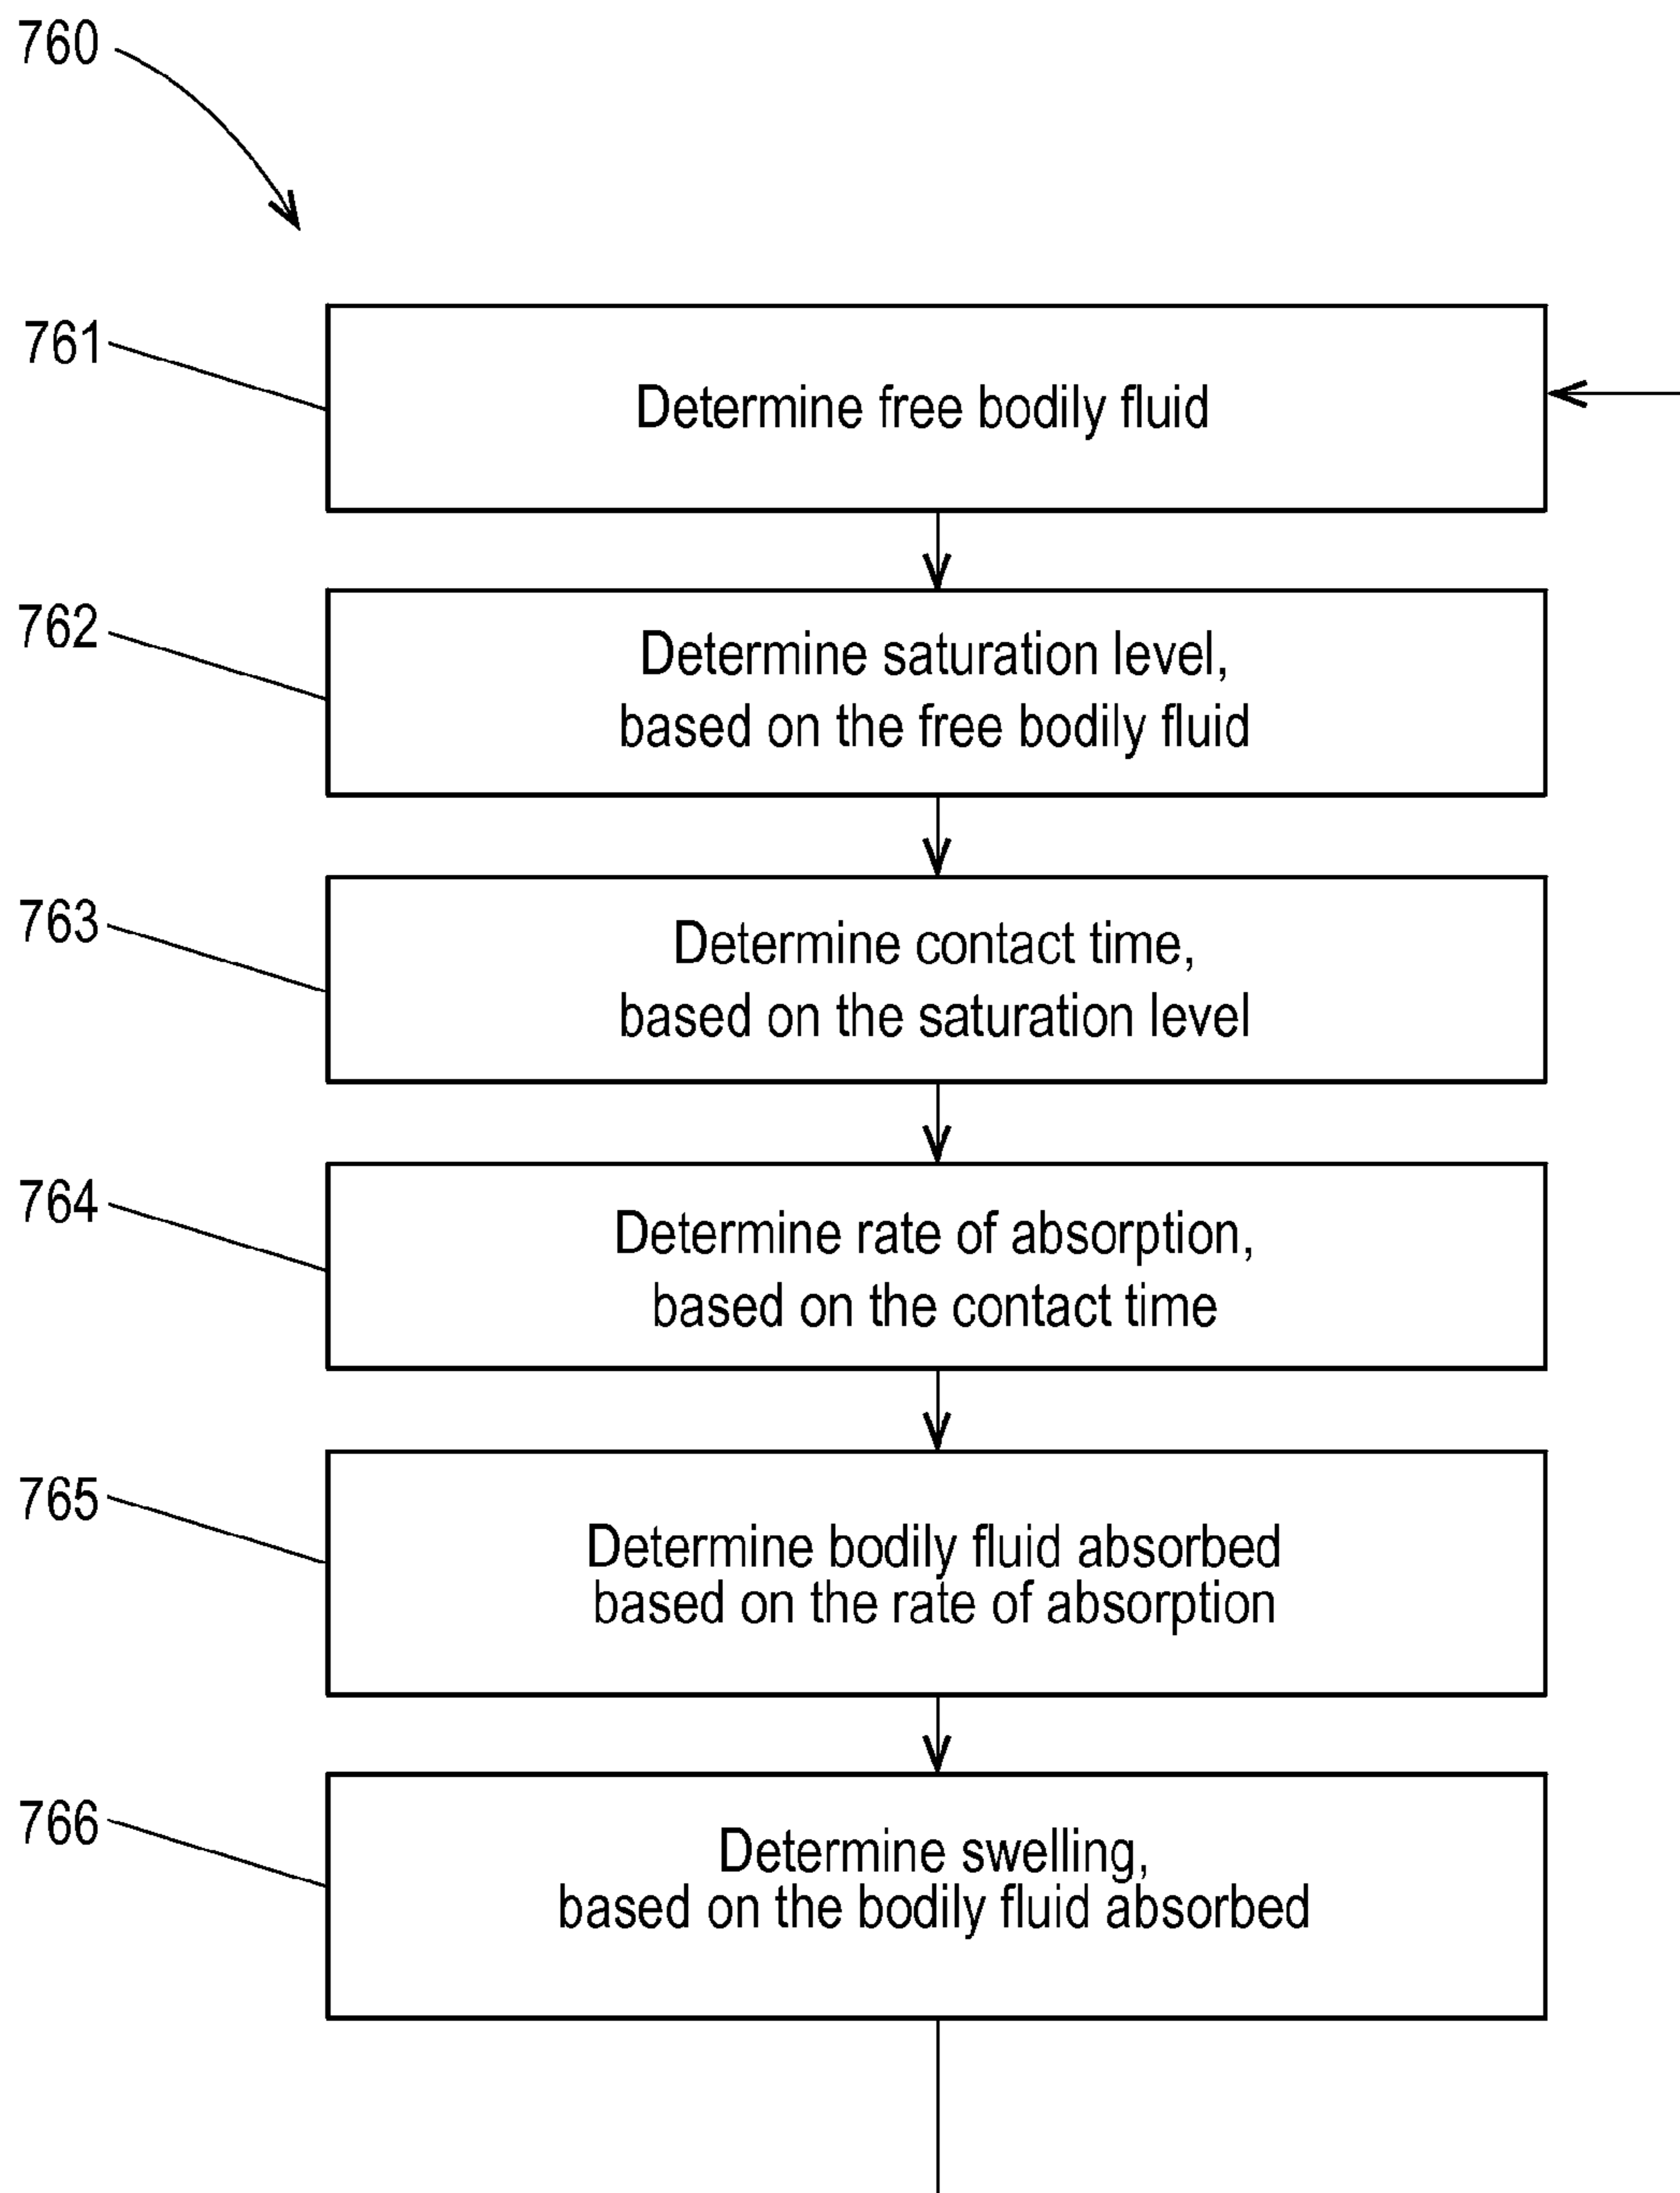 760
761
Determine free bodily fluid
762
Determine saturation level,
based on the free bodily fluid
763
Determine contact time,
based on the saturation level
764
Determine rate of absorption,
based on the contact time
765
Determine bodily fluid absorbed
based on the rate of absorption
766
Determine swelling,
based on the bodily fluid absorbed